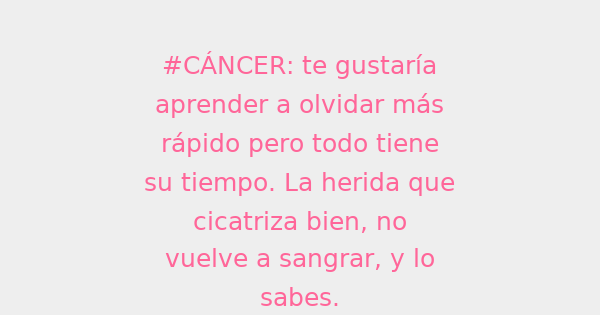 #CÁNCER: te gustaría
aprender a olvidar más
rápido pero todo tiene
su tiempo. La herida que
cicatriza bien, no
vuelve a sangrar, y lo
sabes.